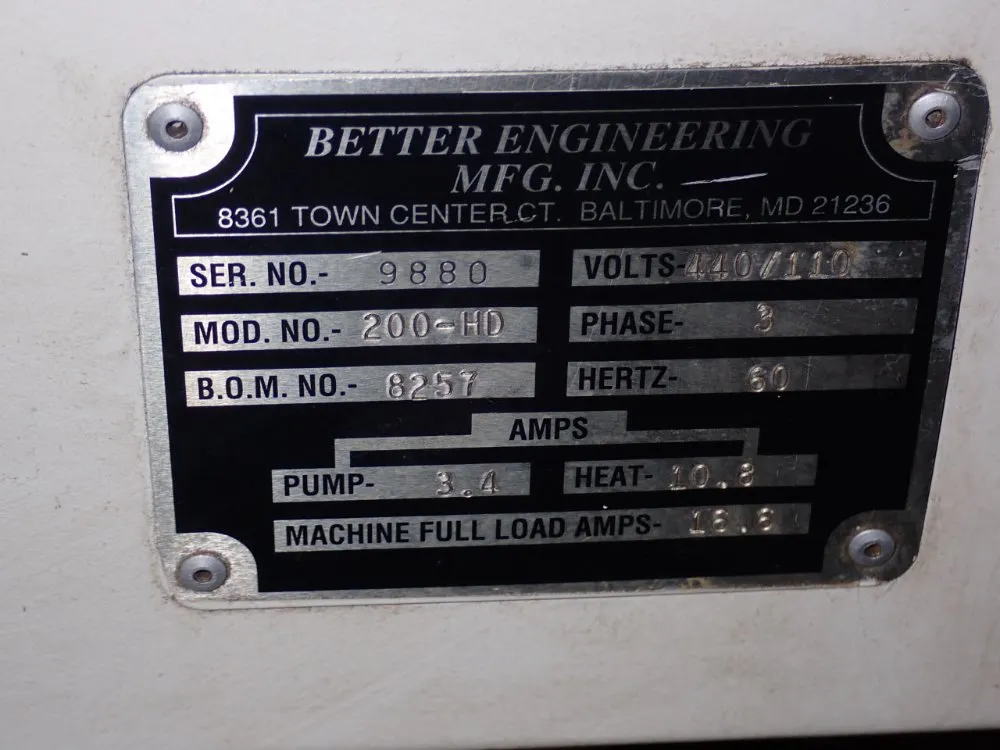 BETTER ENGINEERING
MFG. INC.
8361 TOWN CENTER CT. BALTIMORE, MD 21236
SER. NO.- 9880
VOLTS- 440/110
MOD. NO.- 200-HD
PHASE- 3
B.O.M. NO.- 8257
HERTZ- 60
AMPS
PUMP- 3.4
HEAT- 10.8
MACHINE FULL LOAD AMPS-